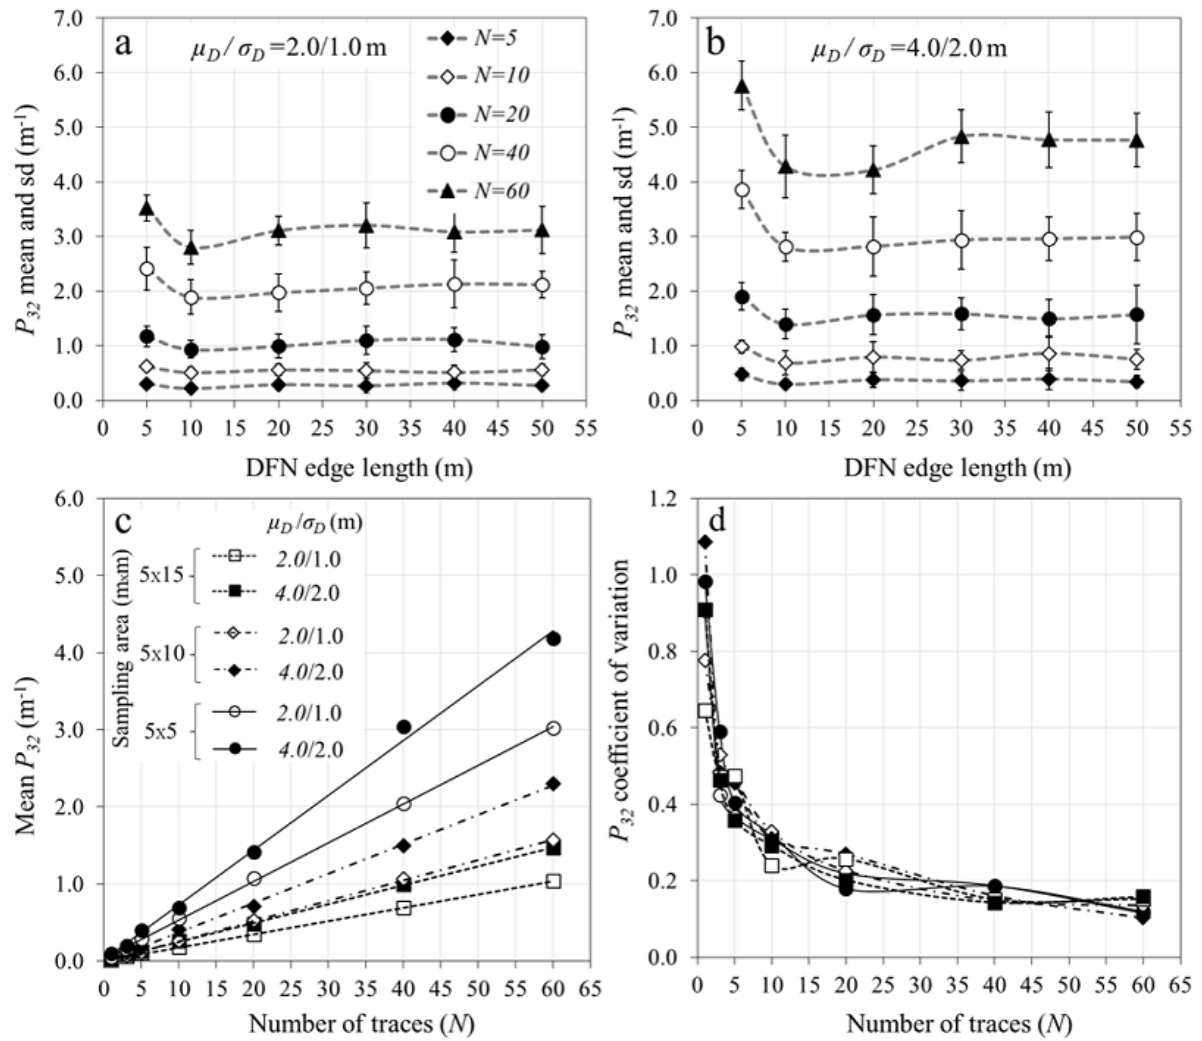 a
μD / σD =2.0/1.0 m
N=5
N=10
N=20
N=40
N=60
7.0
6.0
5.0
4.0
3.0
2.0
1.0
0.0
P32 mean and sd (m-1)
0 5 10 15 20 25 30 35 40 45 50 55
DFN edge length (m)
b
μD / σD =4.0/2.0 m
7.0
6.0
5.0
4.0
3.0
2.0
1.0
0.0
P32 mean and sd (m-1)
0 5 10 15 20 25 30 35 40 45 50 55
DFN edge length (m)
c
μD/σD (m)
Sampling area (m×m)
5x15
2.0/1.0
4.0/2.0
5x10
2.0/1.0
4.0/2.0
5x5
2.0/1.0
4.0/2.0
6.0
5.0
4.0
3.0
2.0
1.0
0.0
Mean P32 (m-1)
0 5 10 15 20 25 30 35 40 45 50 55 60 65
Number of traces (N)
d
1.2
1.0
0.8
0.6
0.4
0.2
0.0
P32 coefficient of variation
0 5 10 15 20 25 30 35 40 45 50 55 60 65
Number of traces (N)